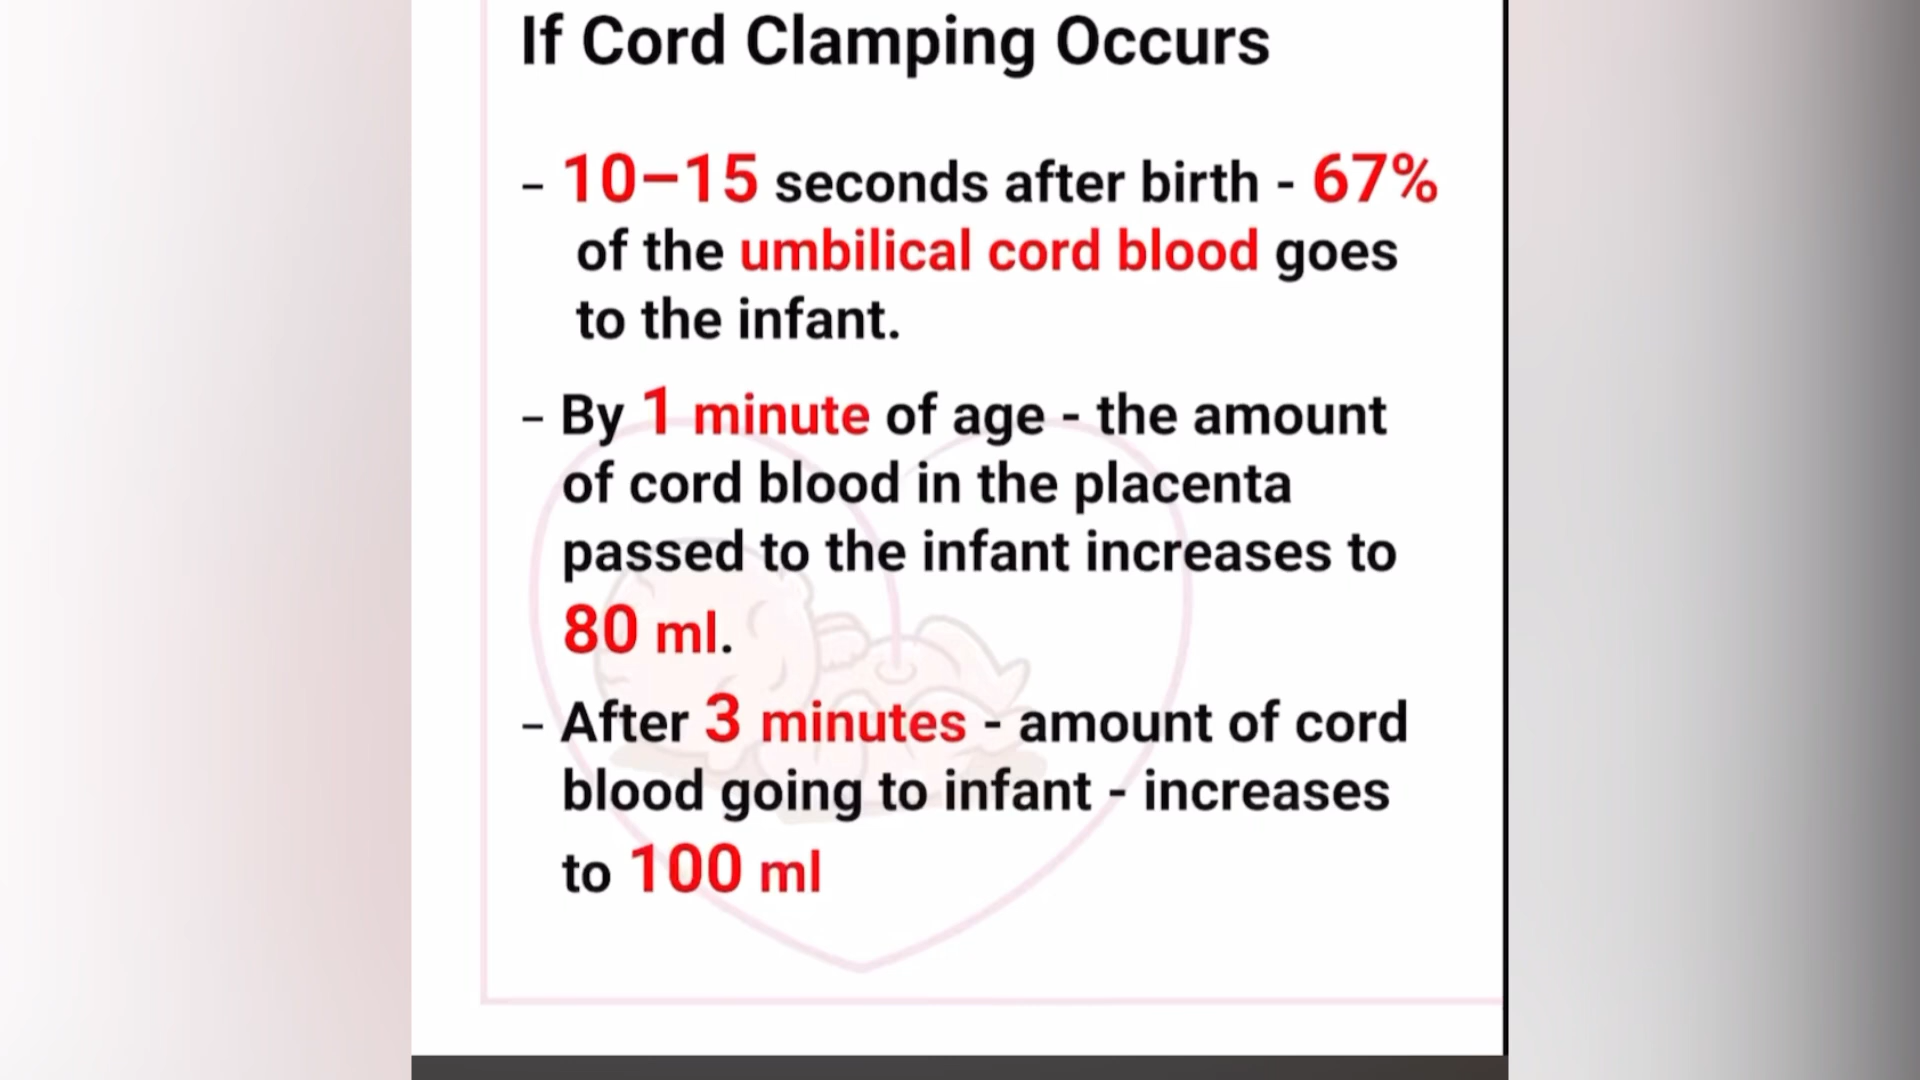 If Cord Clamping Occurs
– 10–15 seconds after birth - 67%
of the umbilical cord blood goes
to the infant.
– By 1 minute of age - the amount
of cord blood in the placenta
passed to the infant increases to
80 ml.
– After 3 minutes - amount of cord
blood going to infant - increases
to 100 ml